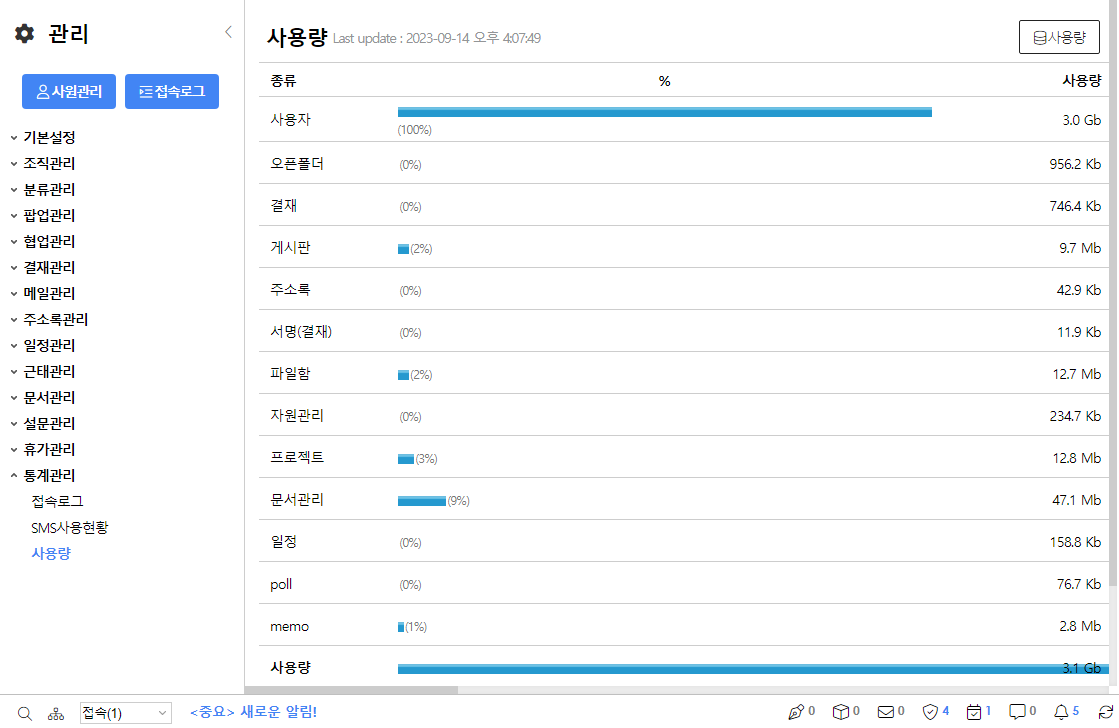 관리
사원관리 접속로그
기본설정
조직관리
분류관리
팝업관리
협업관리
결재관리
메일관리
주소록관리
일정관리
근태관리
문서관리
설문관리
휴가관리
통계관리
접속로그
SMS사용현황
사용량
사용량 Last update : 2023-09-14 오후 4:07:49
사용량
종류 % 사용량
사용자 (100%) 3.0 Gb
오픈폴더 (0%) 956.2 Kb
결재 (0%) 746.4 Kb
게시판 (2%) 9.7 Mb
주소록 (0%) 42.9 Kb
서명(결재) (0%) 11.9 Kb
파일함 (2%) 12.7 Mb
자원관리 (0%) 234.7 Kb
프로젝트 (3%) 12.8 Mb
문서관리 (9%) 47.1 Mb
일정 (0%) 158.8 Kb
poll (0%) 76.7 Kb
memo (1%) 2.8 Mb
사용량 3.1 Gb
접속(1) <중요> 새로운 알림! 0 0 0 4 1 0 5